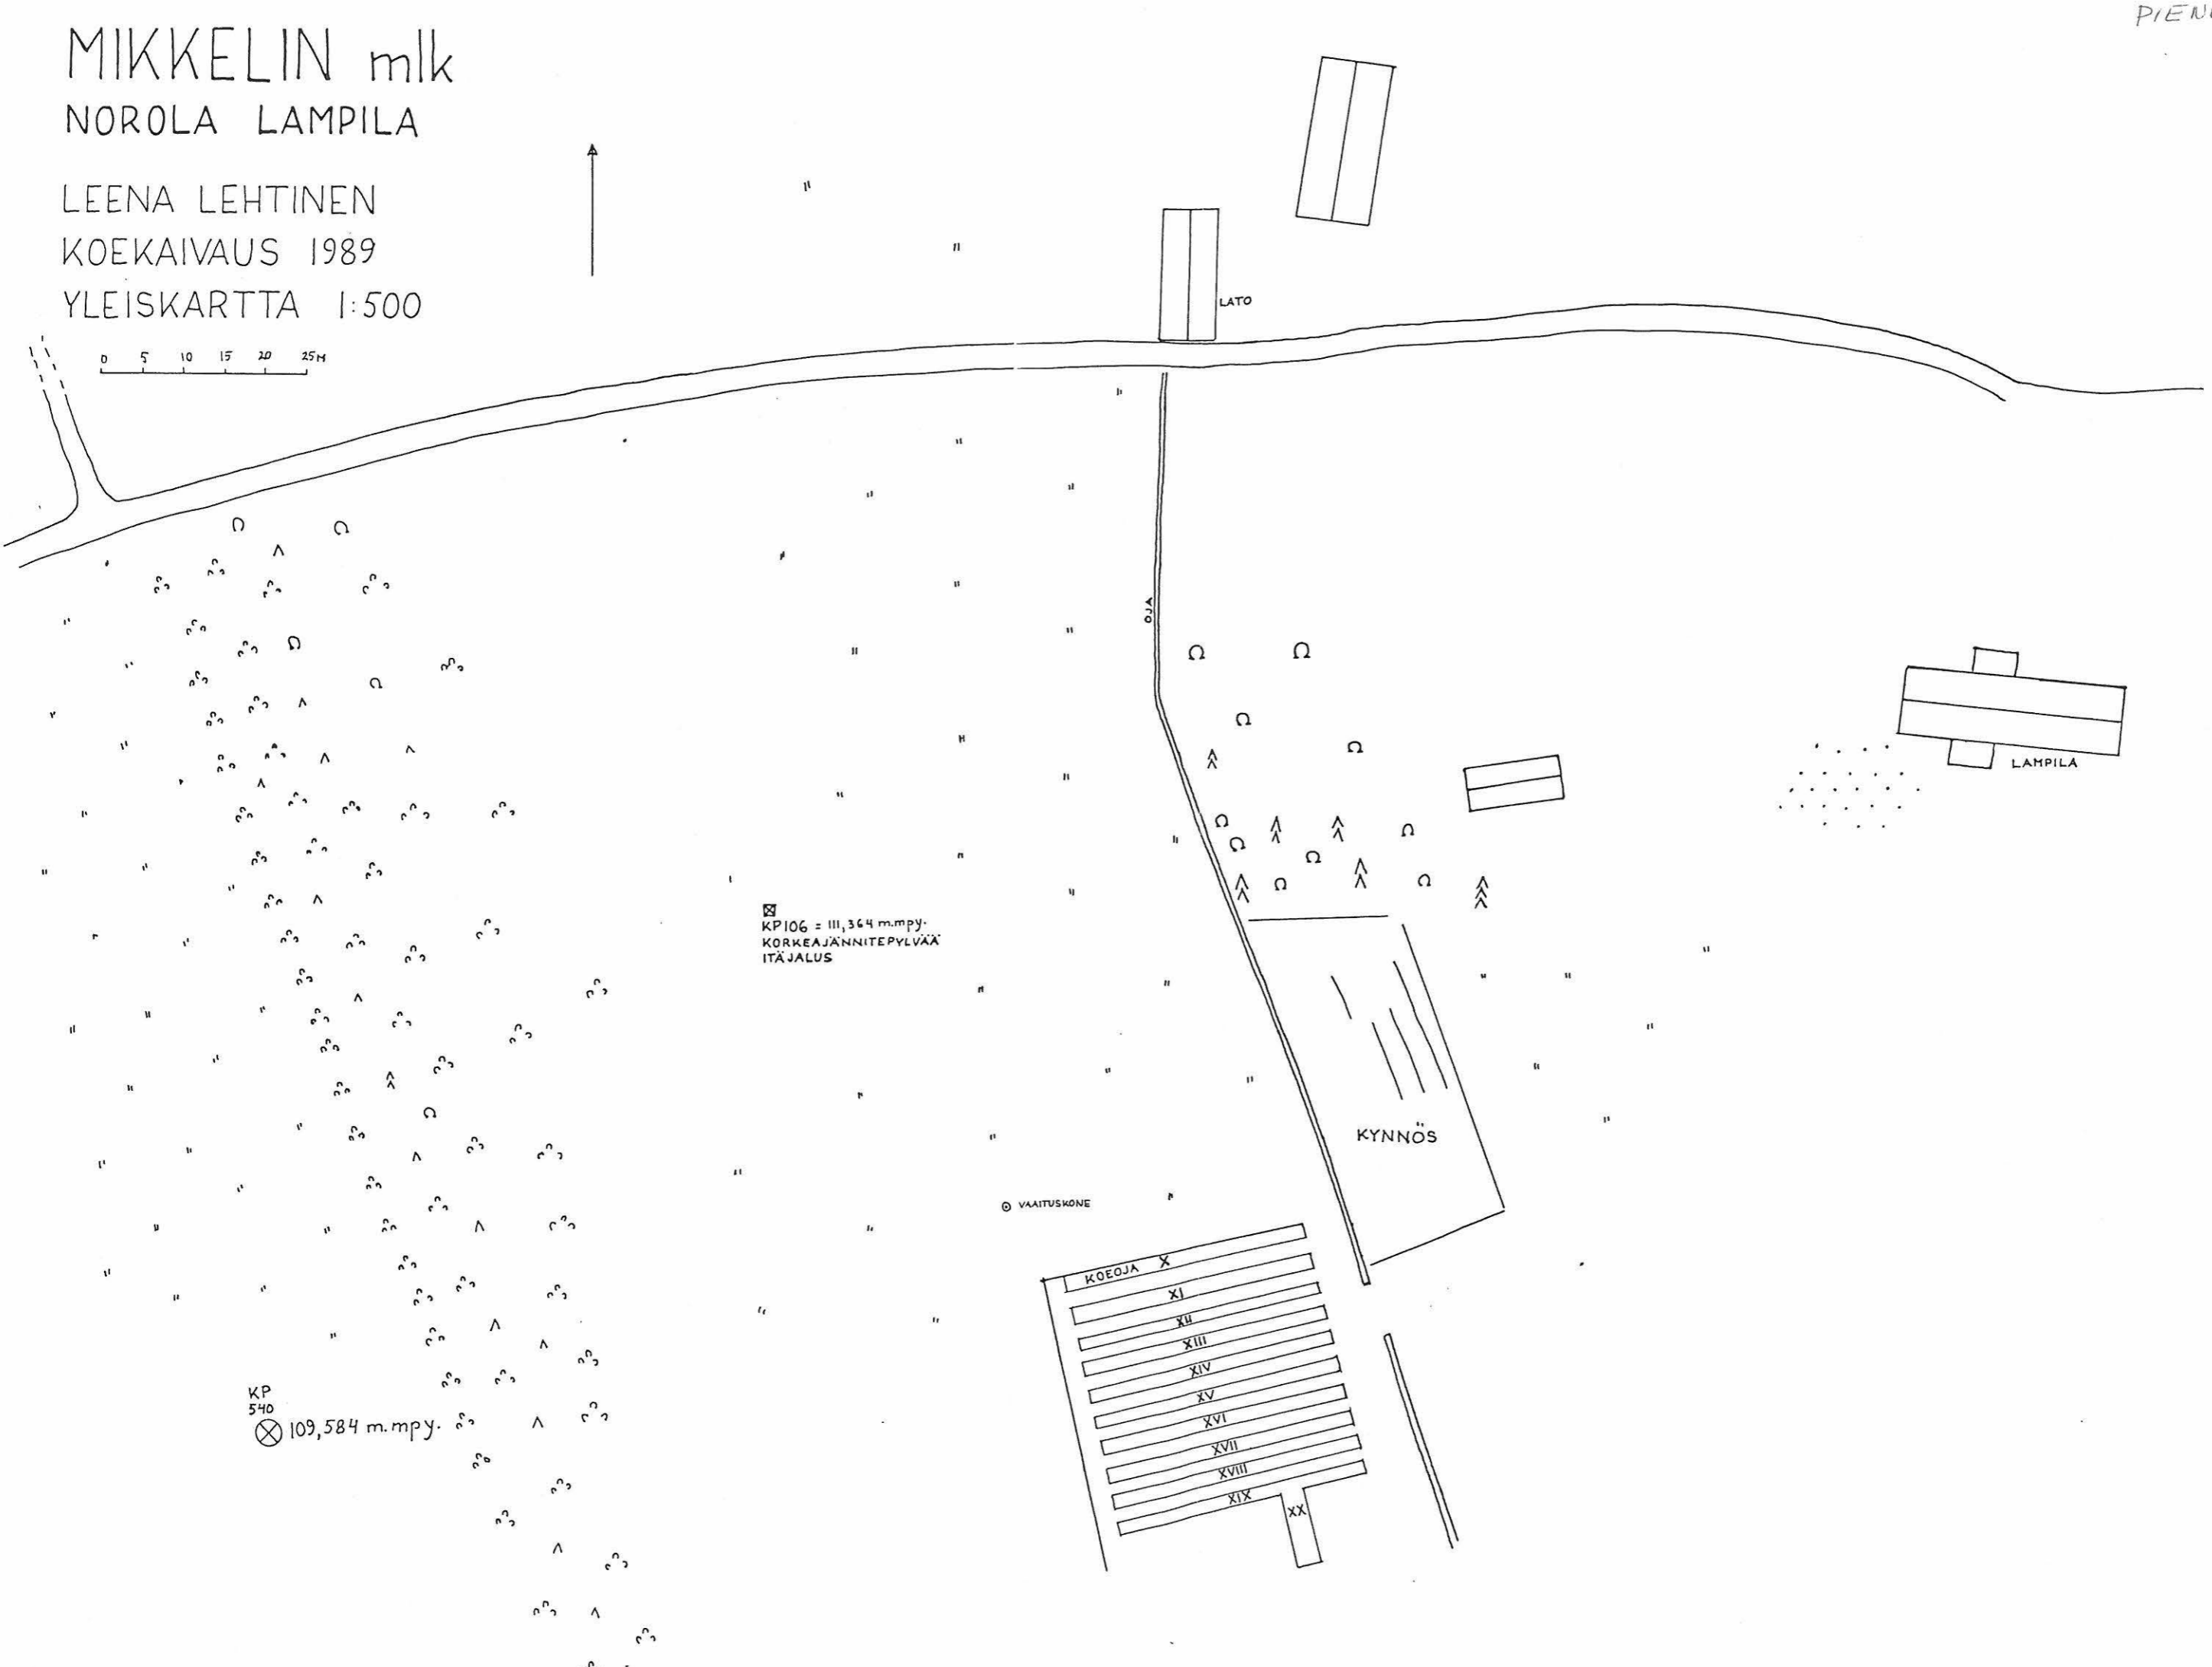 MIKKELIN mlk
NOROLA LAMPILA
LEENA LEHTINEN
KOEKAIVAUS 1989
YLEISKARTTA 1:500
0 5 10 15 20 25M
LATO
OJA
LAMPILA
KP106 = 111,364 m.mpy.
KORKEAJÄNNITEPYLVÄÄ
ITÄJALUS
KYNNÖS
VAAITUSKONE
KOEOJA X
XI
XII
XIII
XIV
XV
XVI
XVII
XVIII
XIX
XX
KP
540
109,584 m.mpy.